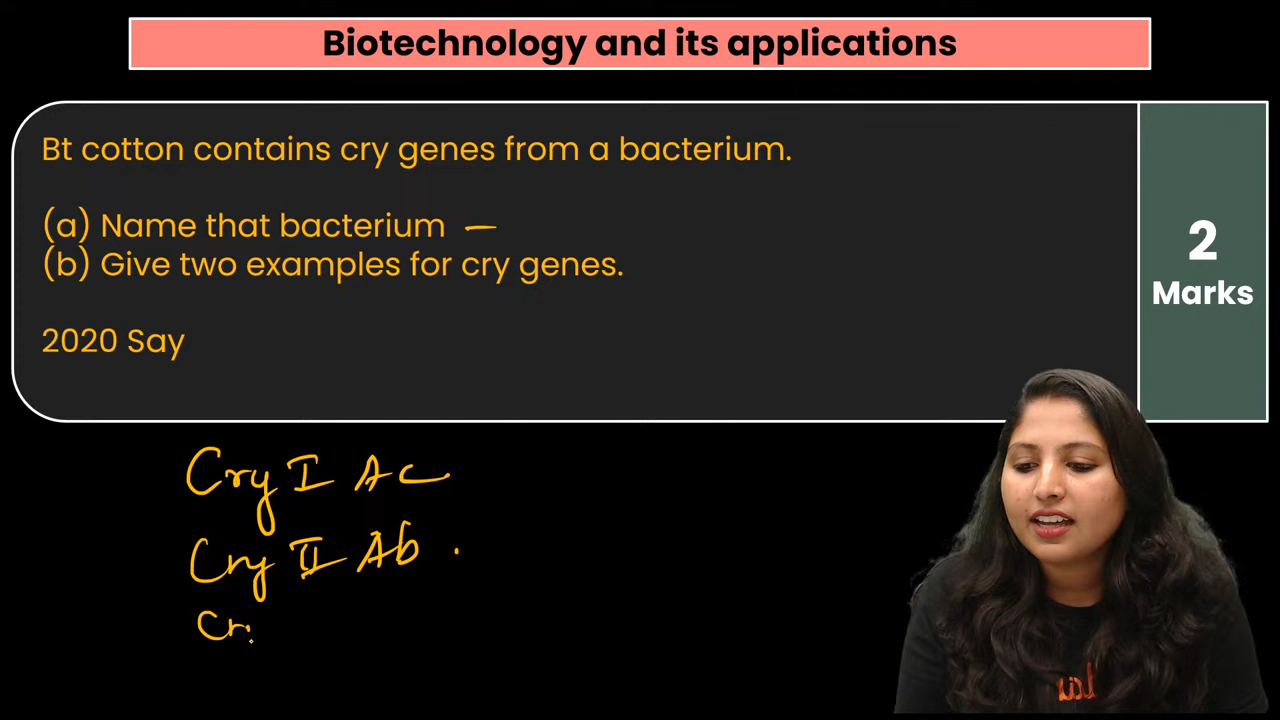 Biotechnology and its applications
Bt cotton contains cry genes from a bacterium.
(a) Name that bacterium –
(b) Give two examples for cry genes.
2020 Say
2
Marks
Cry I Ac
Cry II Ab .
Cr